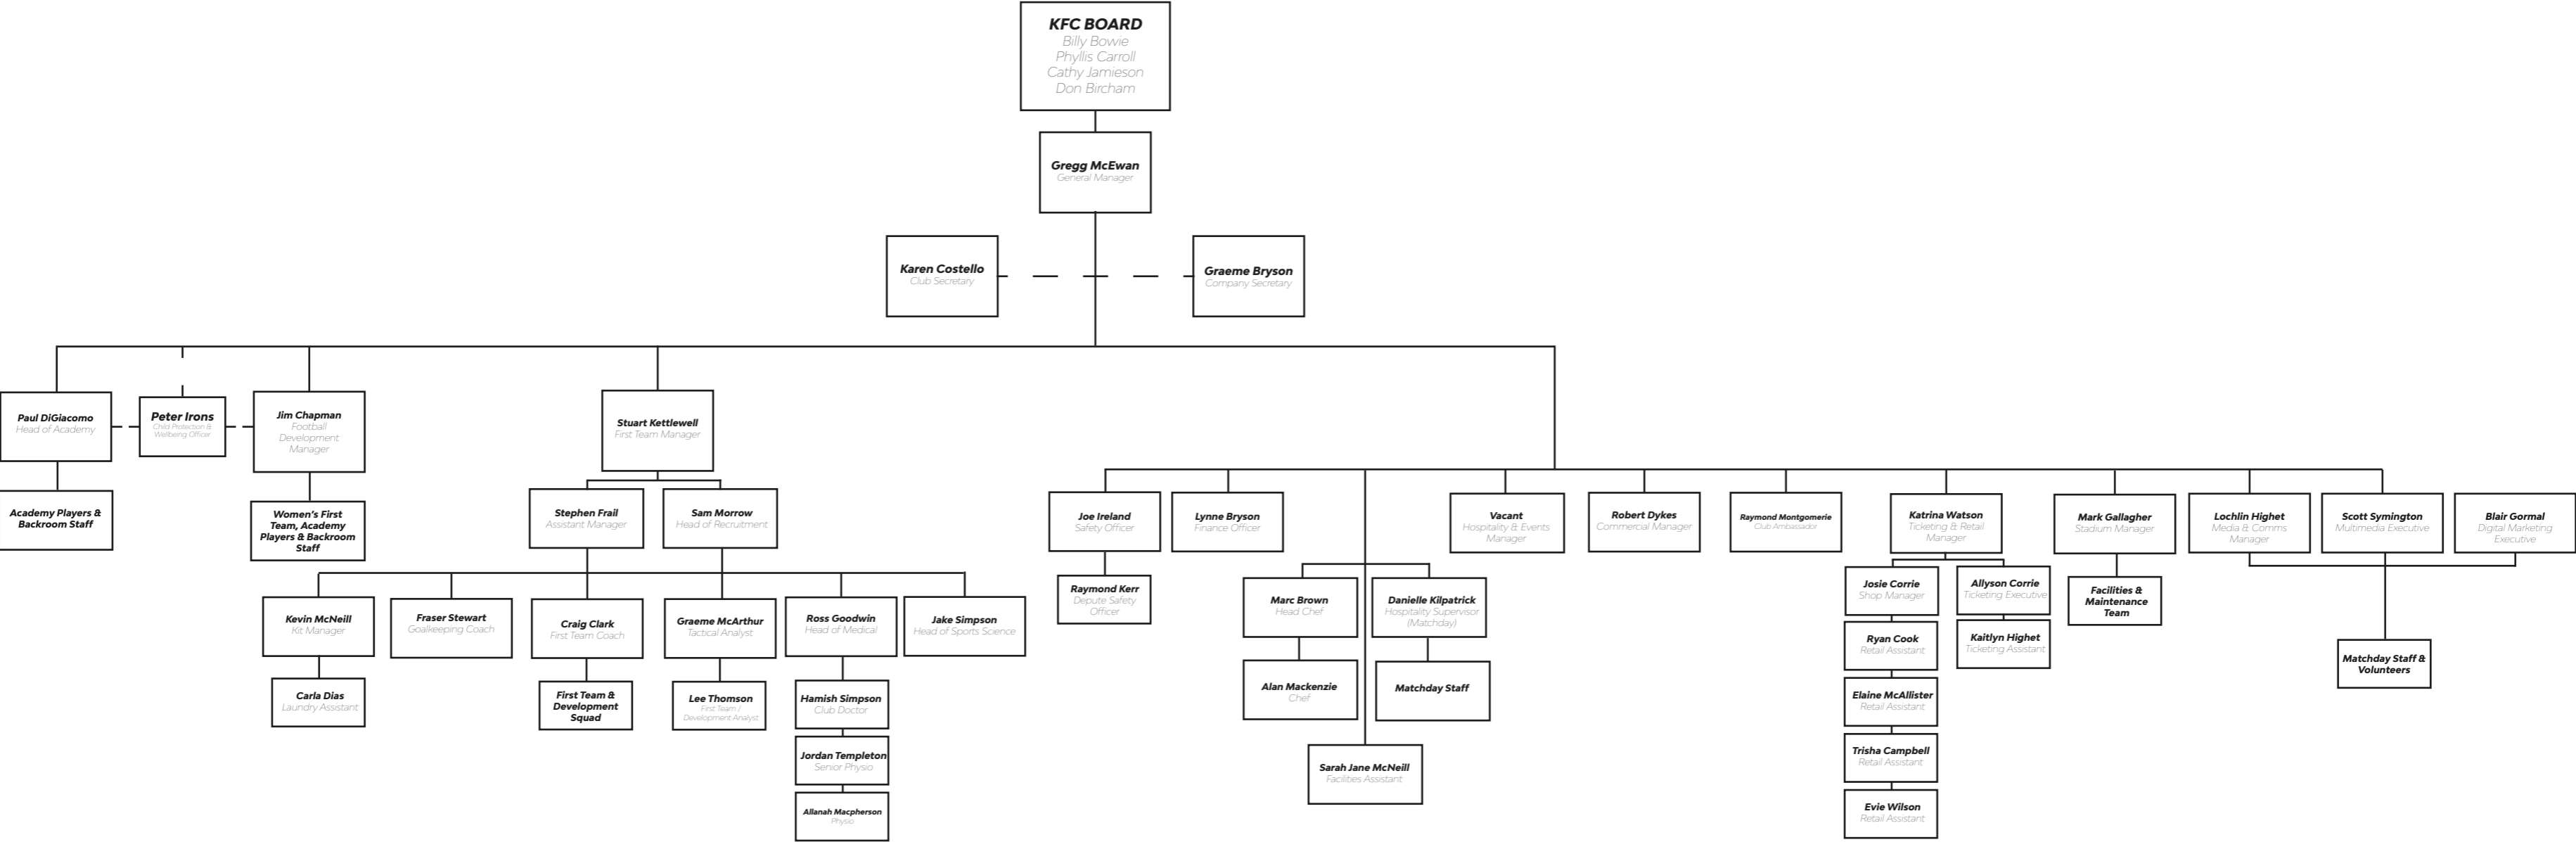 KFC BOARD
Billy Bowie
Phyllis Carroll
Cathy Jamieson
Don Bircham
Gregg McEwan
General Manager
Karen Costello
Club Secretary
Graeme Bryson
Company Secretary
Paul DiGiacomo
Head of Academy
Peter Irons
Child Protection &
Wellbeing Officer
Jim Chapman
Football
Development
Manager
Stuart Kettlewell
First Team Manager
Academy Players &
Backroom Staff
Women's First
Team, Academy
Players & Backroom
Staff
Stephen Frail
Assistant Manager
Sam Morrow
Head of Recruitment
Joe Ireland
Safety Officer
Lynne Bryson
Finance Officer
Vacant
Hospitality & Events
Manager
Robert Dykes
Commercial Manager
Raymond Montgomerie
Club Ambassador
Katrina Watson
Ticketing & Retail
Manager
Mark Gallagher
Stadium Manager
Lochlin Highet
Media & Comms
Manager
Scott Symington
Multimedia Executive
Blair Gormal
Digital Marketing
Executive
Kevin McNeill
Kit Manager
Fraser Stewart
Goalkeeping Coach
Craig Clark
First Team Coach
Graeme McArthur
Tactical Analyst
Ross Goodwin
Head of Medical
Jake Simpson
Head of Sports Science
Raymond Kerr
Depute Safety
Officer
Marc Brown
Head Chef
Danielle Kilpatrick
Hospitality Supervisor
(Matchday)
Josie Corrie
Shop Manager
Allyson Corrie
Ticketing Executive
Facilities &
Maintenance
Team
Ryan Cook
Retail Assistant
Kaitlyn Highet
Ticketing Assistant
Carla Dias
Laundry Assistant
First Team &
Development
Squad
Lee Thomson
First Team /
Development Analyst
Hamish Simpson
Club Doctor
Alan Mackenzie
Chef
Matchday Staff
Elaine McAllister
Retail Assistant
Matchday Staff &
Volunteers
Jordan Templeton
Senior Physio
Sarah Jane McNeill
Facilities Assistant
Trisha Campbell
Retail Assistant
Allanah Macpherson
Physio
Evie Wilson
Retail Assistant